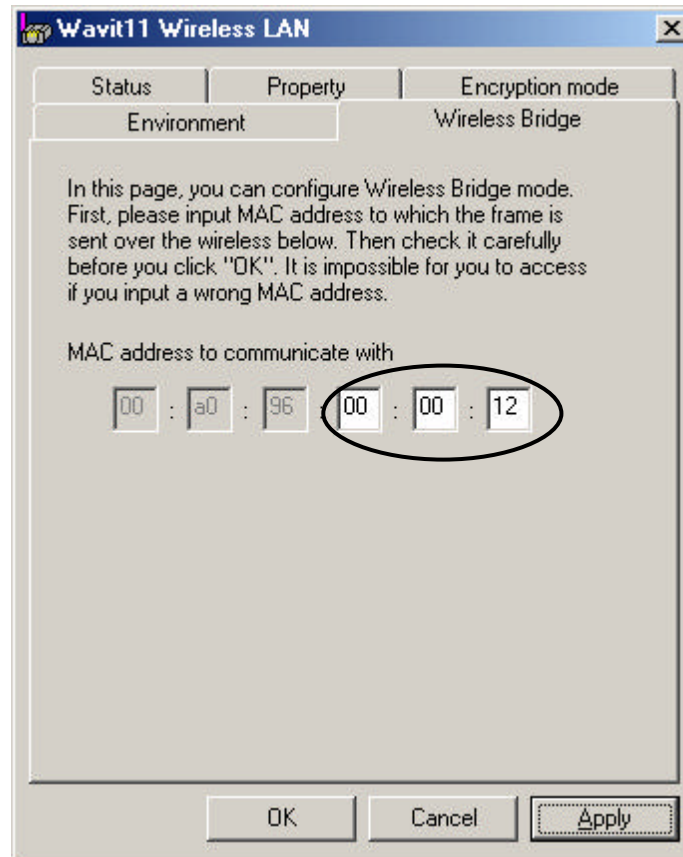 Wavit11 Wireless LAN
Status Property Encryption mode
Environment Wireless Bridge
In this page, you can configure Wireless Bridge mode.
First, please input MAC address to which the frame is
sent over the wireless below. Then check it carefully
before you click "OK". It is impossible for you to access
if you input a wrong MAC address.
MAC address to communicate with
00 : a0 : 96 : 00 : 00 : 12
OK Cancel Apply